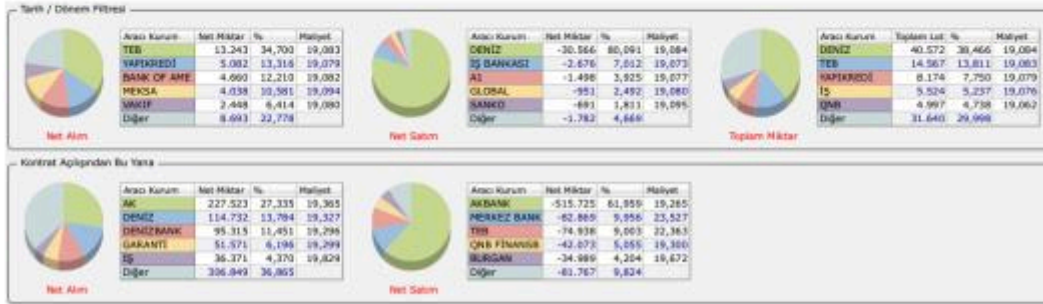 Tarih / Dönem Filtresi
Aracı Kurum Net Miktar % Maliyet
TEB 13.243 34,700 19,083
YAPIKREDİ 5.082 13,316 19,079
BANK OF AME 4.660 12,210 19,082
MEKSA 4.038 10,581 19,094
VAKIF 2.448 6,414 19,080
Diğer 8.693 22,778
Net Alım
Aracı Kurum Net Miktar % Maliyet
DENİZ -30.566 80,091 19,084
İŞ BANKASI -2.676 7,012 19,073
A1 -1.498 3,925 19,077
GLOBAL -951 2,492 19,080
SANKO -691 1,811 19,095
Diğer -1.782 4,669
Net Satım
Aracı Kurum Toplam Lot % Maliyet
DENİZ 40.572 38,466 19,084
TEB 14.567 13,811 19,083
YAPIKREDİ 8.174 7,750 19,079
İŞ 5.524 5,237 19,076
QNB 4.997 4,738 19,062
Diğer 31.640 29,998
Toplam Miktar
Kontrat Açılışından Bu Yana
Aracı Kurum Net Miktar % Maliyet
AK 227.523 27,335 19,365
DENİZ 114.732 13,784 19,327
DENİZBANK 95.315 11,451 19,296
GARANTİ 51.571 6,196 19,299
İŞ 36.371 4,370 19,829
Diğer 306.849 36,865
Net Alım
Aracı Kurum Net Miktar % Maliyet
AKBANK -515.725 61,959 19,265
MERKEZ BANK -82.869 9,956 23,527
TEB -74.938 9,003 22,363
QNB FİNANSB -42.073 5,055 19,300
BURGAN -34.989 4,204 19,672
Diğer -81.767 9,824
Net Satım